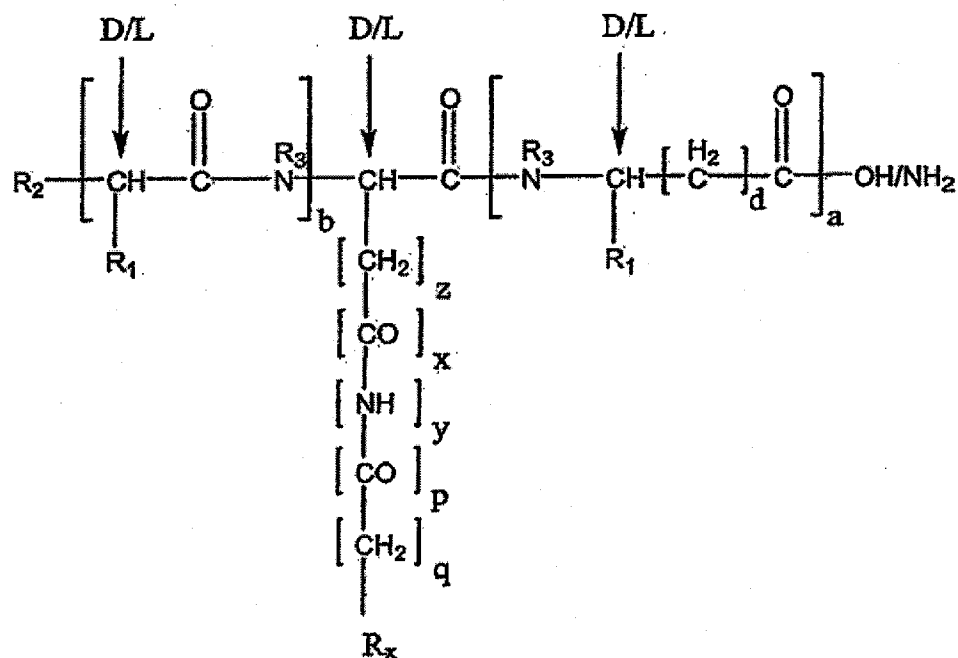 D/L D/L D/L
O O O
R₃ R₃ H₂
R₂ CH C N CH C N CH C C OH/NH₂
b d a
R₁ CH₂ R₁
z
CO
x
NH
y
CO
p
CH₂
q
Rₓ